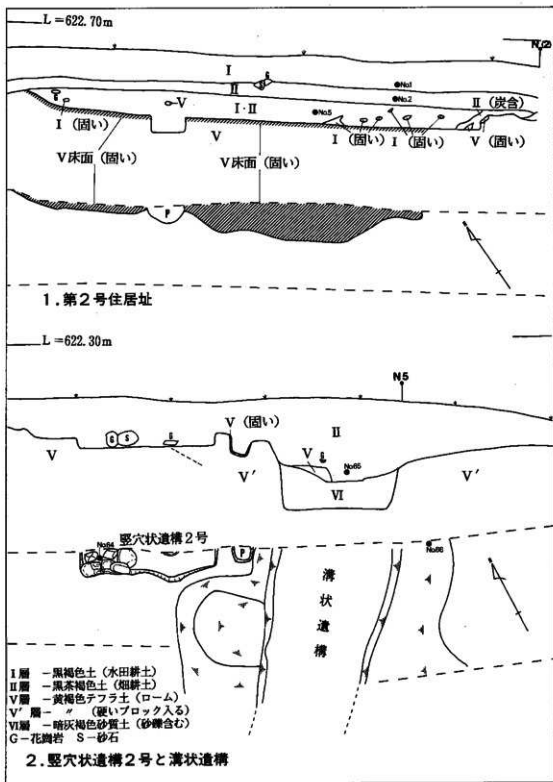 L=622.70m
N(2)
I
II
G
No1
S
V
I・II
No2
No5
II (炭含)
I (固い)
V
I (固い)
I (固い)
V (固い)
V床面(固い)
V床面(固い)
P
1.第2号住居址
L=622.30m
N5
V (固い)
II
S
S
S
S
V
V'
V
No65
V'
VI
竪穴状遺構2号
No64
P
No66
溝状遺構
I層 ー黒褐色土(水田耕土)
II層 ー黒茶褐色土(畑耕土)
V層 ー黄褐色テフラ土(ローム)
V'層ー 〃 (硬いブロック入る)
VI層 ー暗灰褐色砂質土(砂礫含む)
G−花崗岩 S−砂石
2.竪穴状遺構2号と溝状遺構